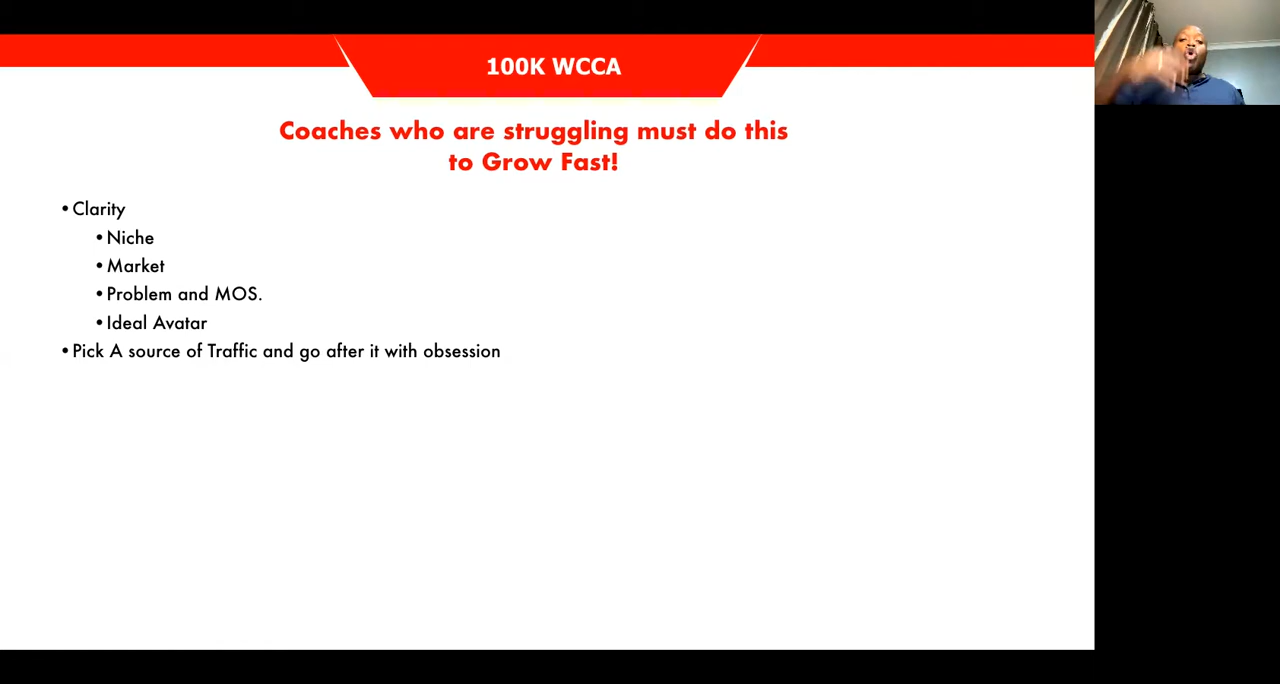 100K WCCA
Coaches who are struggling must do this
to Grow Fast!
• Clarity
• Niche
• Market
• Problem and MOS.
• Ideal Avatar
• Pick A source of Traffic and go after it with obsession